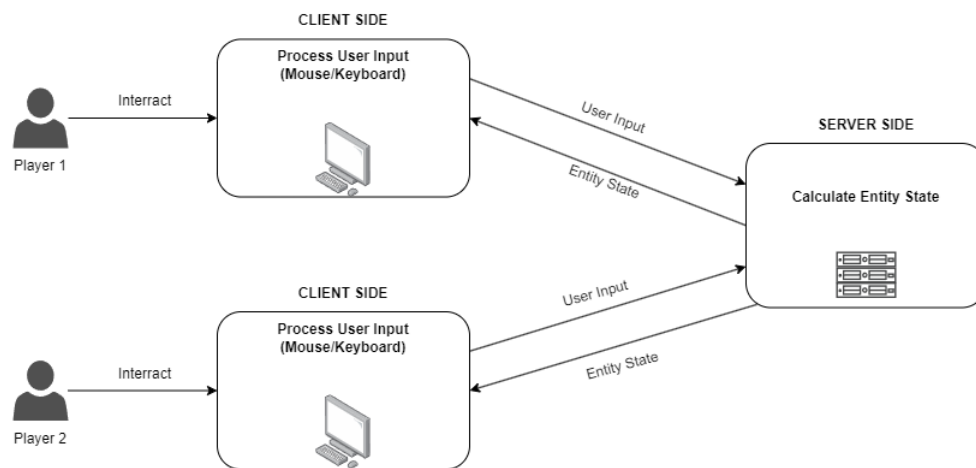 CLIENT SIDE
Process User Input
(Mouse/Keyboard)
Interract
Player 1
User Input
Entity State
SERVER SIDE
Calculate Entity State
CLIENT SIDE
Process User Input
(Mouse/Keyboard)
Interract
Player 2
User Input
Entity State